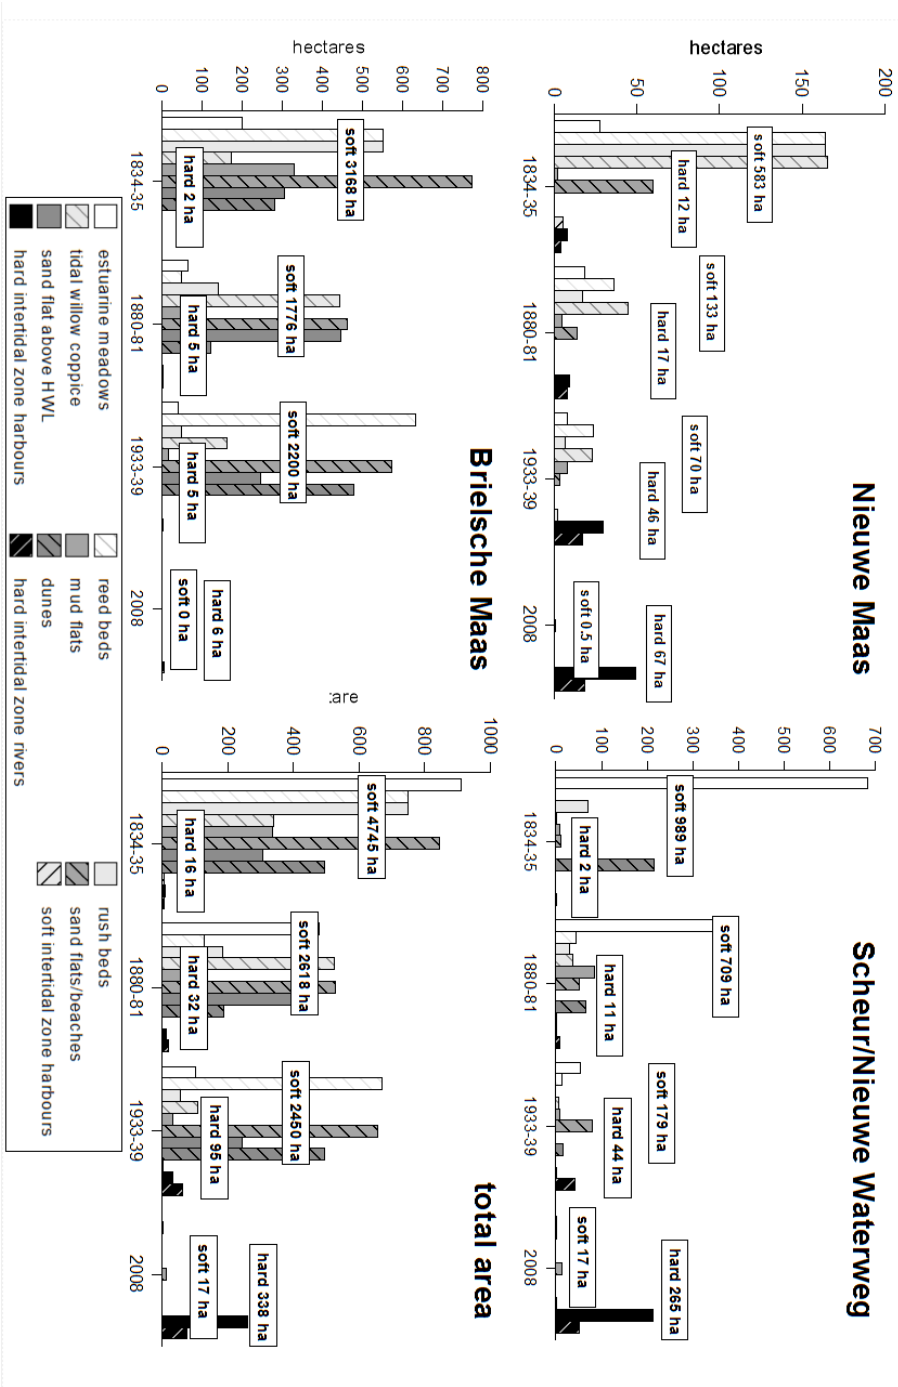 Nieuwe Maas
hectares
200
150
100
50
0
soft 583 ha
hard 12 ha
soft 133 ha
hard 17 ha
soft 70 ha
hard 46 ha
hard 67 ha
soft 0.5 ha
1834-35
1880-81
1933-39
2008
Scheur/Nieuwe Waterweg
700
600
500
400
300
200
100
0
soft 989 ha
hard 2 ha
soft 709 ha
hard 11 ha
soft 179 ha
hard 44 ha
hard 265 ha
soft 17 ha
1834-35
1880-81
1933-39
2008
Brielsche Maas
hectares
800
700
600
500
400
300
200
100
0
soft 3168 ha
hard 2 ha
soft 1776 ha
hard 5 ha
soft 2200 ha
hard 5 ha
hard 6 ha
soft 0 ha
1834-35
1880-81
1933-39
2008
total area
1000
800
600
400
200
0
soft 4745 ha
hard 16 ha
soft 2618 ha
hard 32 ha
soft 2450 ha
hard 95 ha
hard 338 ha
soft 17 ha
1834-35
1880-81
1933-39
2008
estuarine meadows
reed beds
rush beds
tidal willow coppice
mud flats
sand flats/beaches
sand flat above HWL
dunes
soft intertidal zone harbours
hard intertidal zone harbours
hard intertidal zone rivers